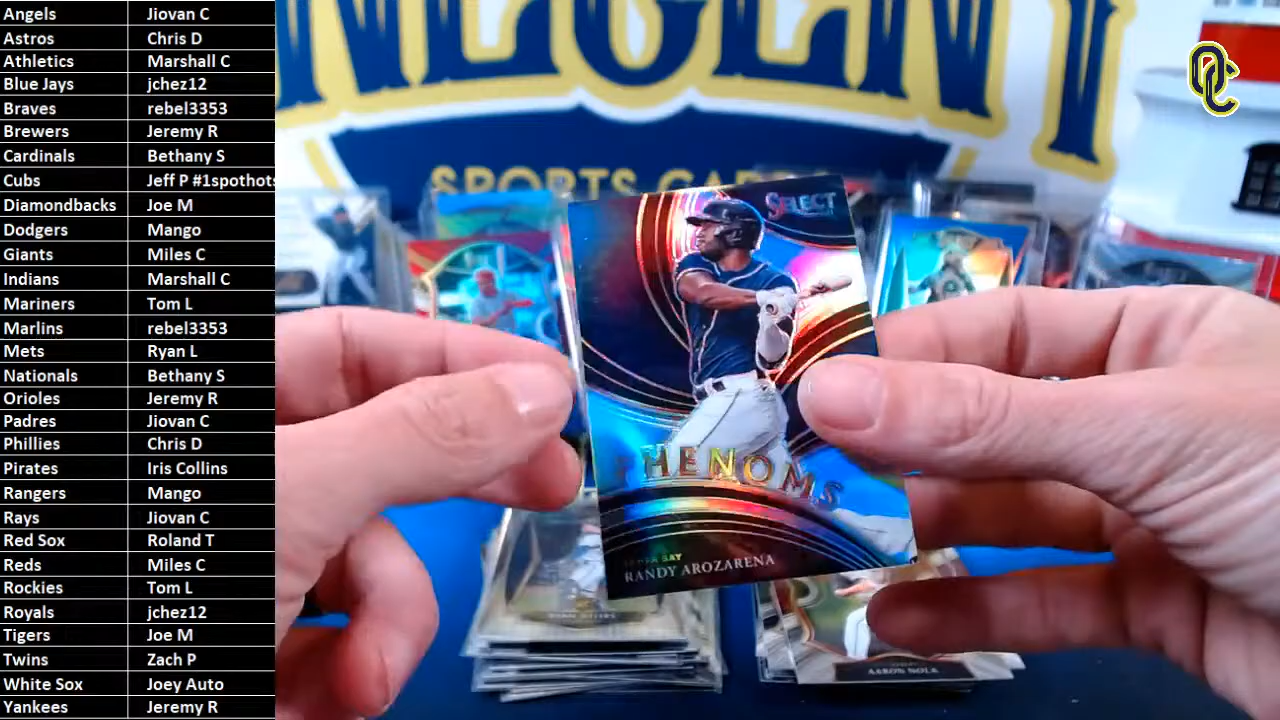 Angels Jiovan C
Astros Chris D
Athletics Marshall C
Blue Jays jchez12
Braves rebel3353
Brewers Jeremy R
Cardinals Bethany S
Cubs Jeff P #1spothots
Diamondbacks Joe M
Dodgers Mango
Giants Miles C
Indians Marshall C
Mariners Tom L
Marlins rebel3353
Mets Ryan L
Nationals Bethany S
Orioles Jeremy R
Padres Jiovan C
Phillies Chris D
Pirates Iris Collins
Rangers Mango
Rays Jiovan C
Red Sox Roland T
Reds Miles C
Rockies Tom L
Royals jchez12
Tigers Joe M
Twins Zach P
White Sox Joey Auto
Yankees Jeremy R
OC
SPORTS CARDS
SELECT
PHENOMS
TAMPA BAY
RANDY AROZARENA
AARON NOLA